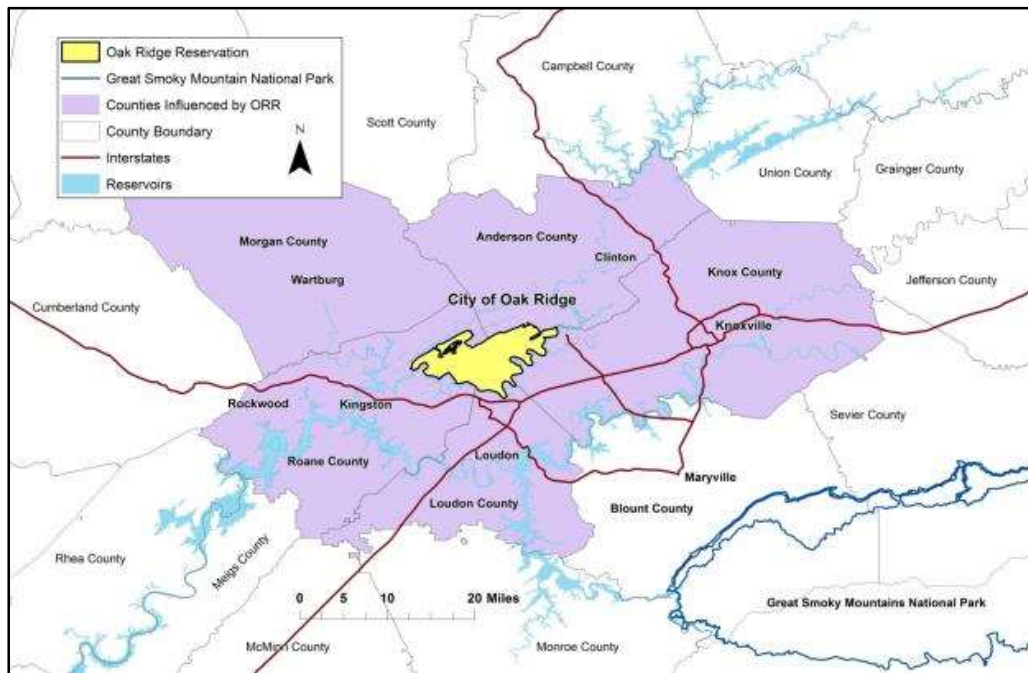 Oak Ridge Reservation
Great Smoky Mountain National Park
Counties Influenced by ORR
County Boundary
Interstates
Reservoirs
N
Campbell County
Scott County
Union County
Grainger County
Morgan County
Anderson County
Wartburg
Clinton
Knox County
Jefferson County
Cumberland County
City of Oak Ridge
Knoxville
Rockwood
Kingston
Sevier County
Roane County
Loudon
Maryville
Loudon County
Blount County
Rhea County
Meigs County
0 5 10 20 Miles
Great Smoky Mountains National Park
McMinn County
Monroe County